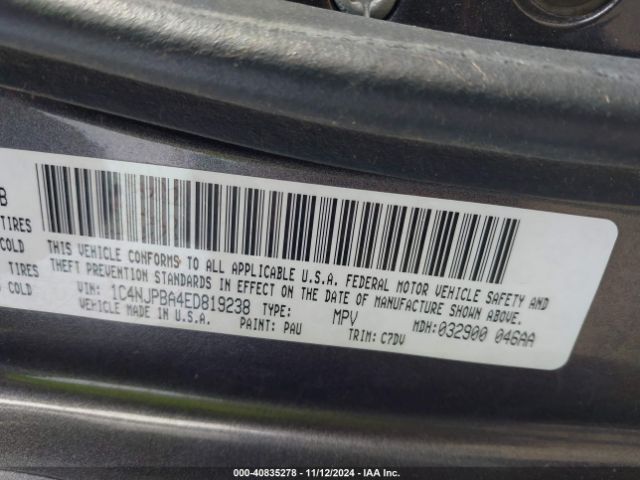 B
TIRES
COLD
TIRES
COLD
THIS VEHICLE CONFORMS TO ALL APPLICABLE U.S.A. FEDERAL MOTOR VEHICLE SAFETY AND
THEFT PREVENTION STANDARDS IN EFFECT ON THE DATE OF MANUFACTURE SHOWN ABOVE.
VIN: 1C4NJPBA4ED819238 TYPE: MPV MDH:032900 046AA
VEHICLE MADE IN U.S.A. PAINT: PAU TRIM: C7DV
000-40835278 - 11/12/2024 - IAA Inc.